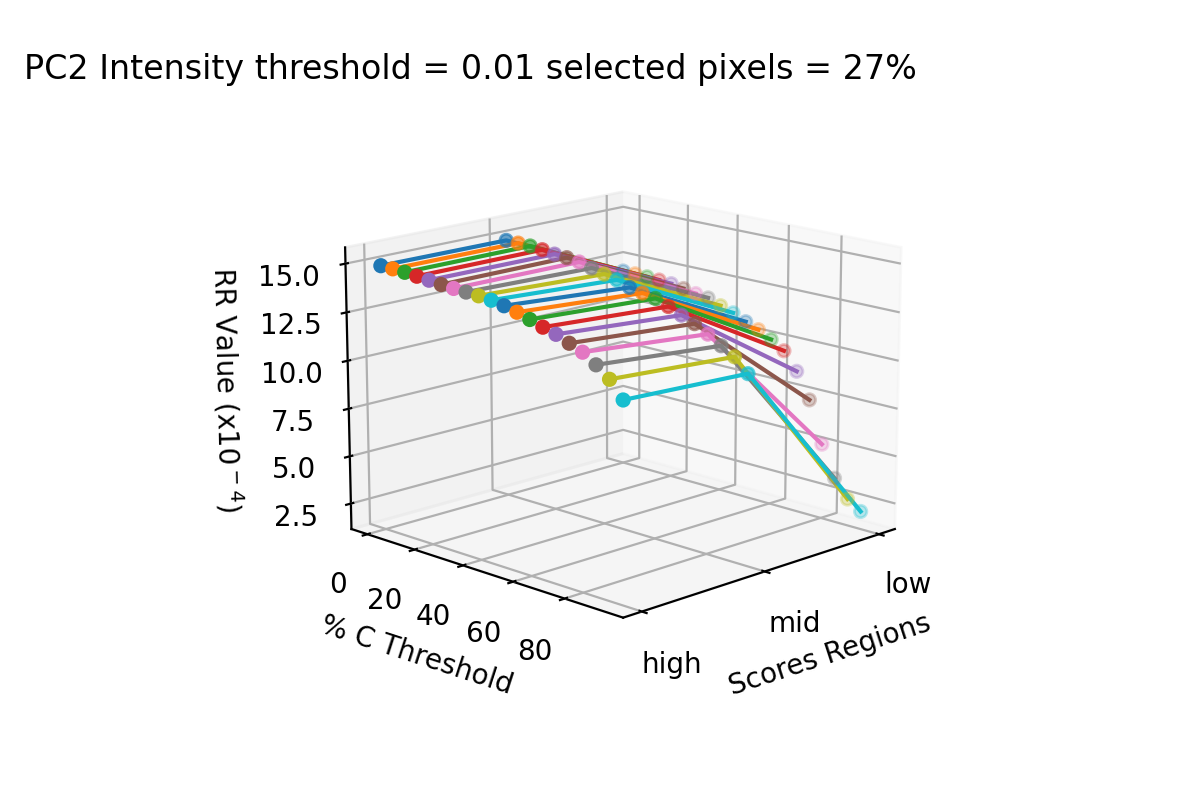 PC2 Intensity threshold = 0.01 selected pixels = 27%
15.0
12.5
10.0
7.5
5.0
2.5
RR Value (x10⁻⁴)
0
20
40
60
80
% C Threshold
low
mid
high
Scores Regions